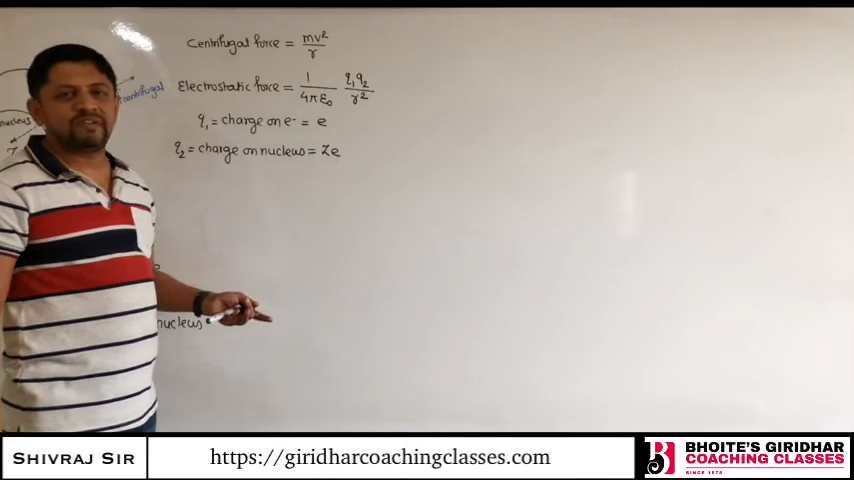 Centrifugal force = mv²/r
centrifugal
Electrostatic force = 1/4πε₀ q₁q₂/r²
nucleus
q₁ = charge on e⁻ = e
q₂ = charge on nucleus = Ze
nucleus
SHIVRAJ SIR
https://giridharcoachingclasses.com
BHOITE'S GIRIDHAR
COACHING CLASSES
SINCE 1975